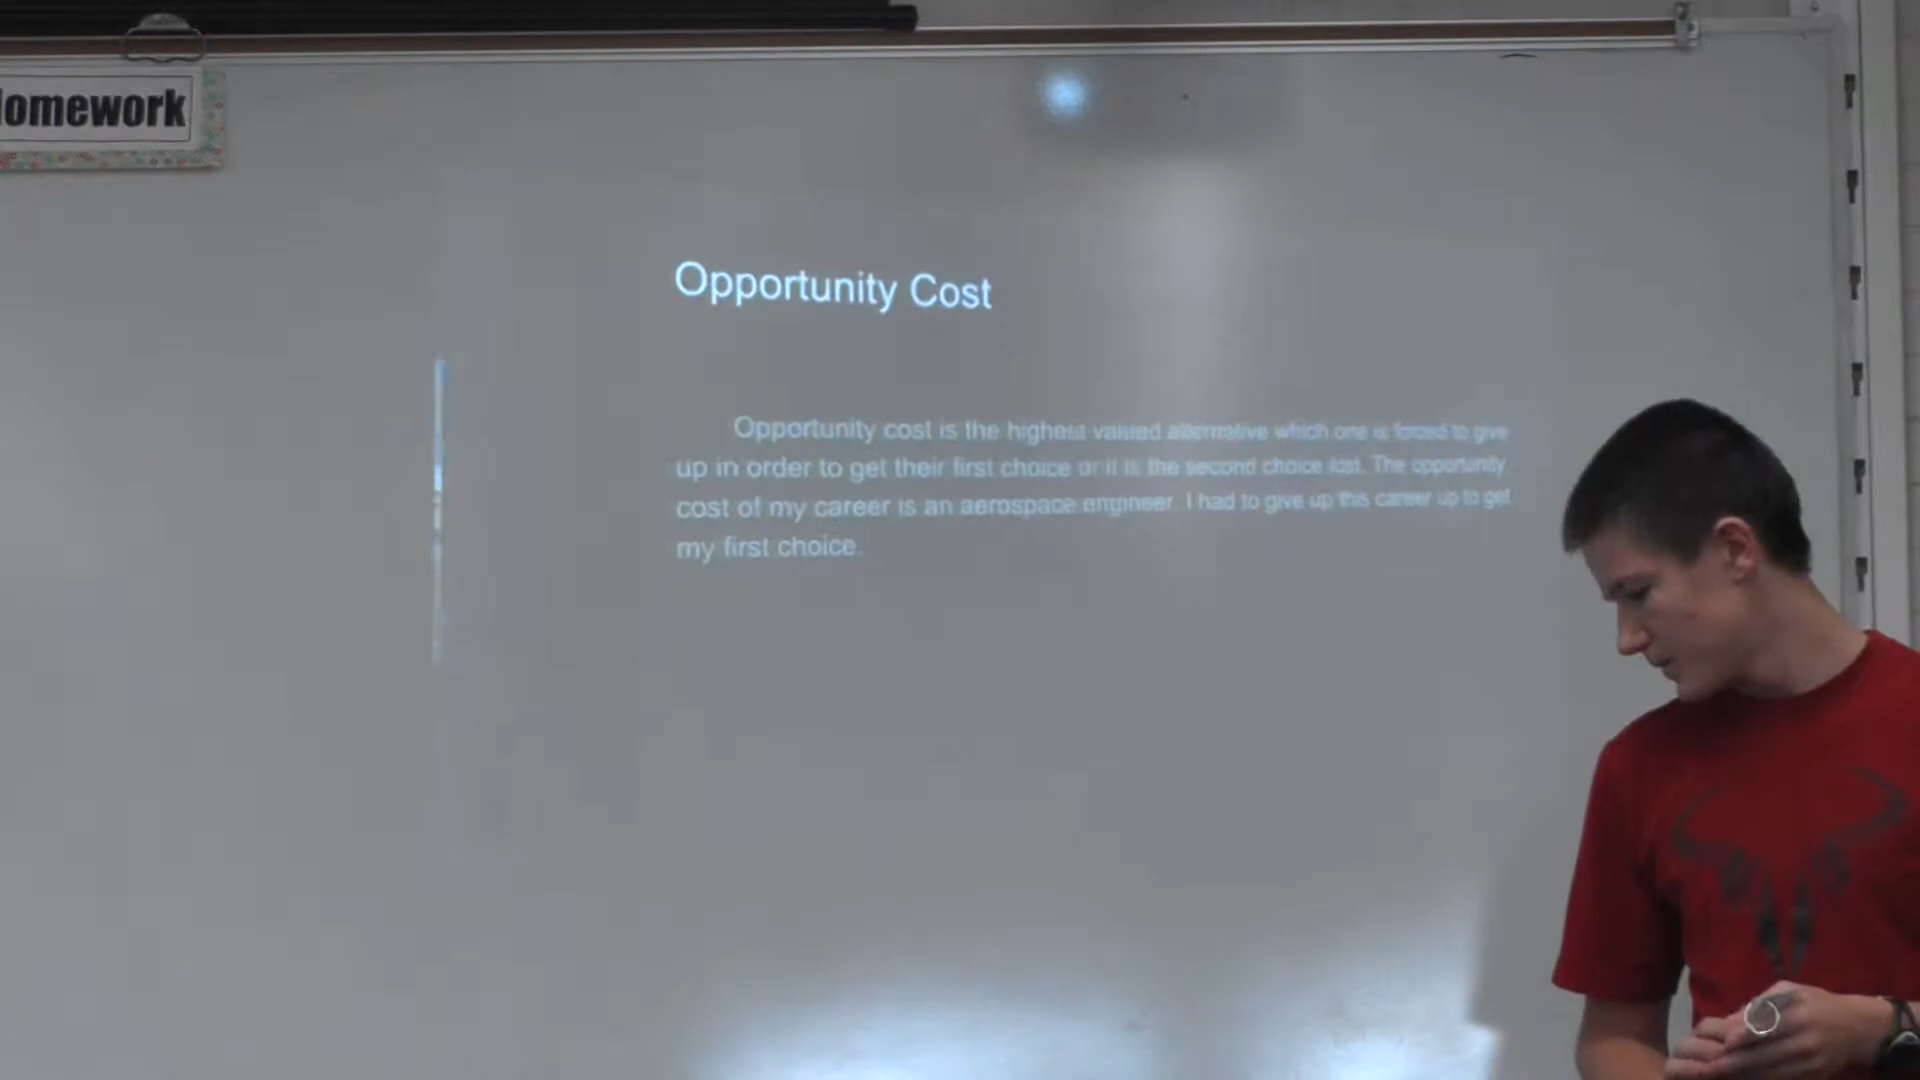 Homework
Opportunity Cost
Opportunity cost is the highest valued alternative which one is forced to give
up in order to get their first choice or it is the second choice lost. The opportunity
cost of my career is an aerospace engineer. I had to give up this career up to get
my first choice.